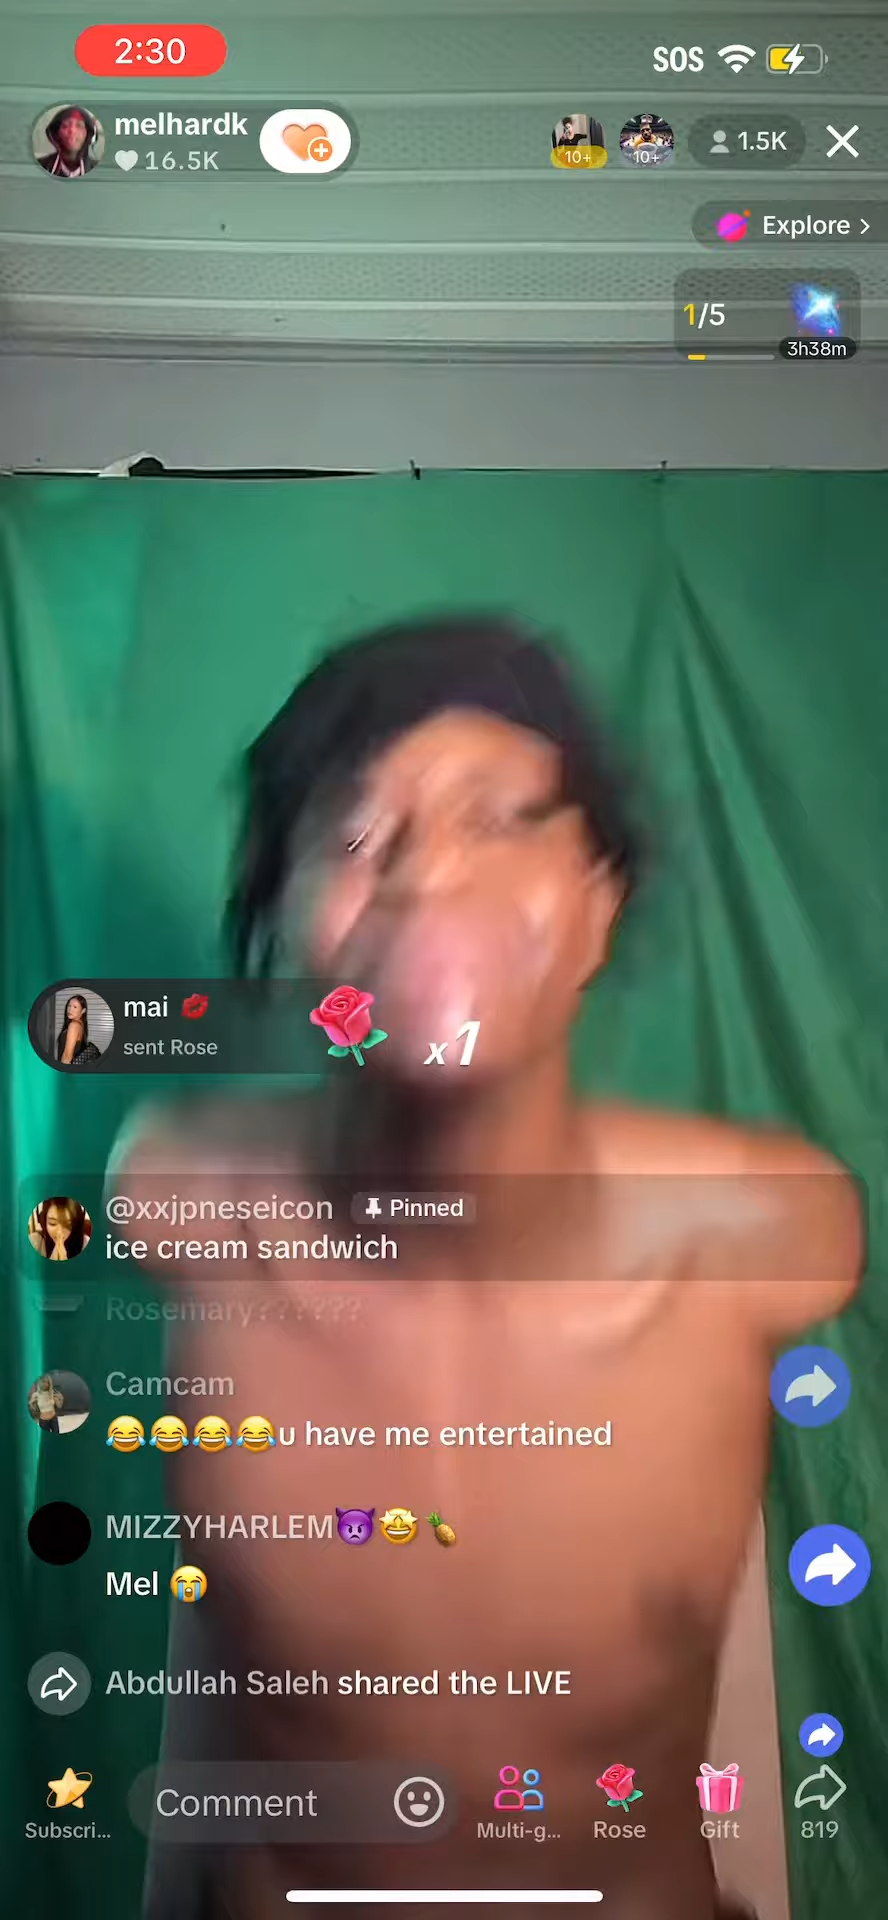 2:30
SOS
melhardk
16.5K
10+
10+
1.5K
Explore >
1/5
3h38m
mai 💋
sent Rose
x1
@xxjpneseicon
Pinned
ice cream sandwich
Rosemary??????
Camcam
😂😂😂😂u have me entertained
MIZZYHARLEM😈🤩🍍
Mel 😭
Abdullah Saleh shared the LIVE
Subscri...
Comment
Multi-g...
Rose
Gift
819